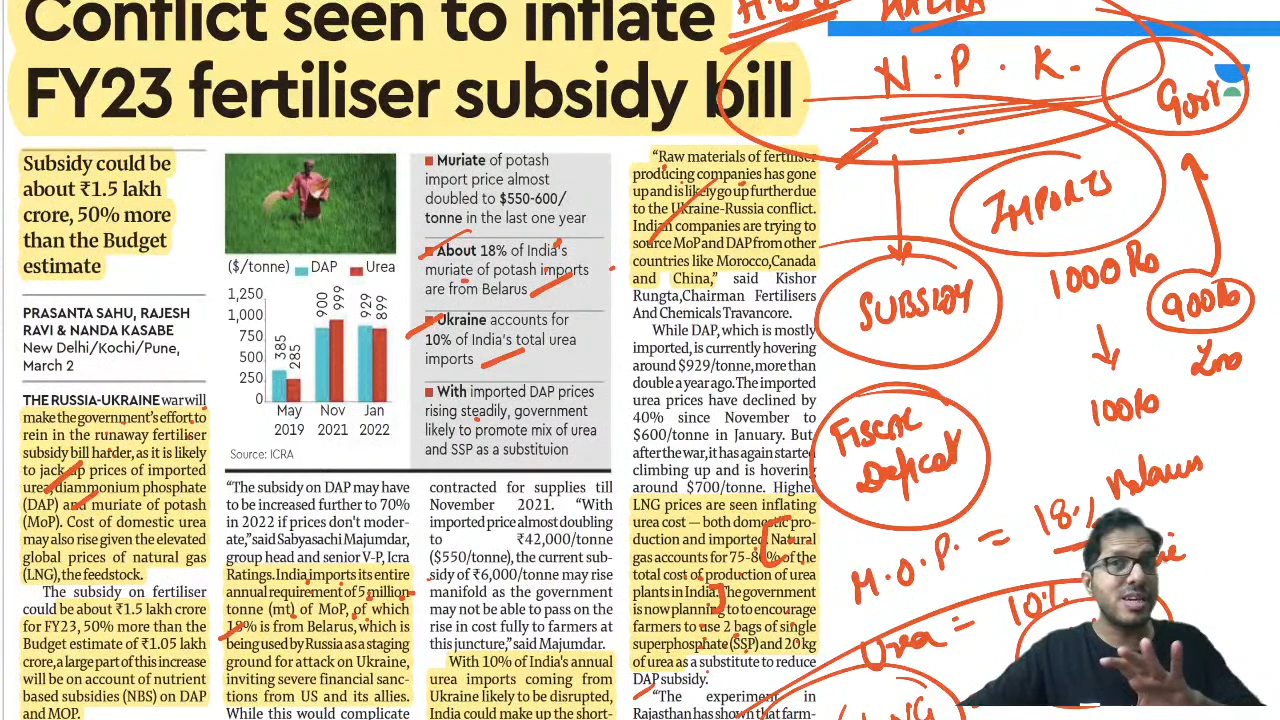 Conflict seen to inflate
FY23 fertiliser subsidy bill
Subsidy could be
about ₹1.5 lakh
crore, 50% more
than the Budget
estimate
PRASANTA SAHU, RAJESH
RAVI & NANDA KASABE
New Delhi/Kochi/Pune,
March 2
THE RUSSIA-UKRAINE war will
make the government's effort to
rein in the runaway fertiliser
subsidy bill harder, as it is likely
to jack up prices of imported
urea, diammonium phosphate
(DAP) and muriate of potash
(MoP). Cost of domestic urea
may also rise given the elevated
global prices of natural gas
(LNG), the feedstock.
The subsidy on fertiliser
could be about ₹1.5 lakh crore
for FY23, 50% more than the
Budget estimate of ₹1.05 lakh
crore, a large part of this increase
will be on account of nutrient
based subsidies (NBS) on DAP
and MOP.
($/tonne) DAP Urea
1,250
1,000
750
500
250
0
385
285
900
999
929
899
May Nov Jan
2019 2021 2022
Source: ICRA
Muriate of potash
import price almost
doubled to $550-600/
tonne in the last one year
About 18% of India's
muriate of potash imports
are from Belarus
Ukraine accounts for
10% of India's total urea
imports
With imported DAP prices
rising steadily, government
likely to promote mix of urea
and SSP as a substituion
"The subsidy on DAP may have
to be increased further to 70%
in 2022 if prices don't moder-
ate," said Sabyasachi Majumdar,
group head and senior V-P, Icra
Ratings. India imports its entire
annual requirement of 5 million
tonne (mt) of MoP, of which
18% is from Belarus, which is
being used by Russia as a staging
ground for attack on Ukraine,
inviting severe financial sanc-
tions from US and its allies.
While this would complicate
contracted for supplies till
November 2021. "With
imported price almost doubling
to ₹42,000/tonne
($550/tonne), the current sub-
sidy of ₹6,000/tonne may rise
manifold as the government
may not be able to pass on the
rise in cost fully to farmers at
this juncture," said Majumdar.
With 10% of India's annual
urea imports coming from
Ukraine likely to be disrupted,
India could make up the short-
"Raw materials of fertiliser
producing companies has gone
up and is likely go up further due
to the Ukraine-Russia conflict.
Indian companies are trying to
source MoP and DAP from other
countries like Morocco, Canada
and China," said Kishor
Rungta, Chairman Fertilisers
And Chemicals Travancore.
While DAP, which is mostly
imported, is currently hovering
around $929/tonne, more than
double a year ago. The imported
urea prices have declined by
40% since November to
$600/tonne in January. But
after the war, it has again started
climbing up and is hovering
around $700/tonne. Higher
LNG prices are seen inflating
urea cost — both domestic pro-
duction and imported. Natural
gas accounts for 75-80% of the
total cost of production of urea
plants in India. The government
is now planning to to encourage
farmers to use 2 bags of single
superphosphate (SSP) and 20 kg
of urea as a substitute to reduce
DAP subsidy.
"The experiment in
Rajasthan has shown that farm-
N.P.K.
Govt
IMPORTS
SUBSIDY
1000 Rs
900 Rs
100 Rs
Fiscal
Deficit
M.O.P. = 18% Belarus
Urea = 10%
LNG